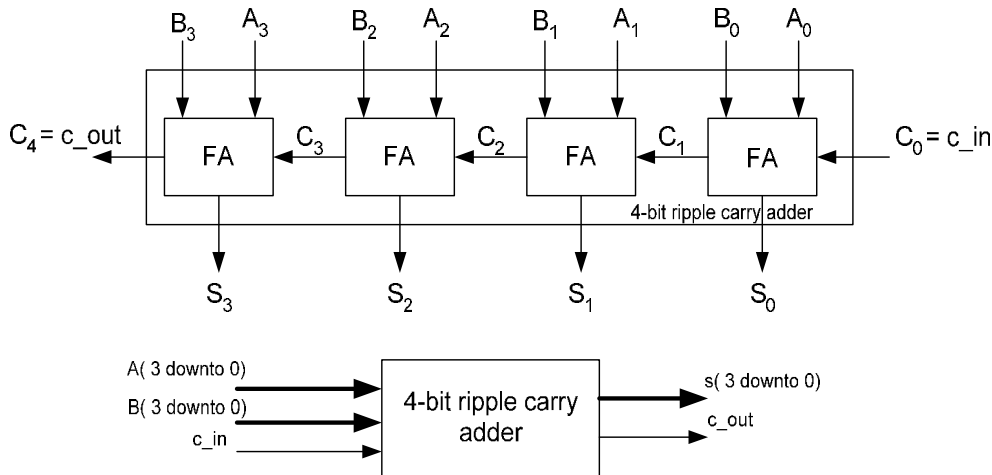 B3 A3 B2 A2 B1 A1 B0 A0
C4 = c_out FA C3 FA C2 FA C1 FA C0 = c_in
4-bit ripple carry adder
S3 S2 S1 S0
A( 3 downto 0)
B( 3 downto 0)
c_in
4-bit ripple carry
adder
s( 3 downto 0)
c_out